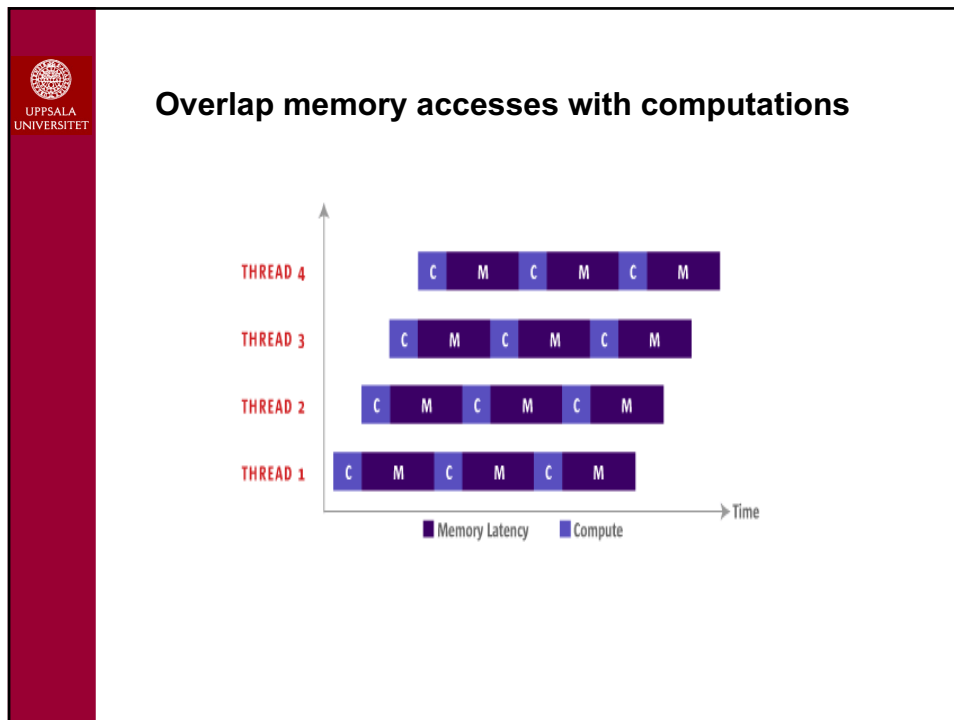 UPPSALA
UNIVERSITET
Overlap memory accesses with computations
THREAD 4 C M C M C M
THREAD 3 C M C M C M
THREAD 2 C M C M C M
THREAD 1 C M C M C M
Time
Memory Latency Compute